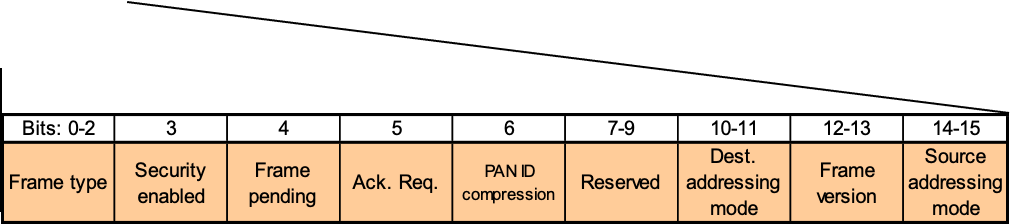 Bits: 0-2 3 4 5 6 7-9 10-11 12-13 14-15
Frame type
Security
enabled
Frame
pending
Ack. Req.
PAN ID
compression
Reserved
Dest.
addressing
mode
Frame
version
Source
addressing
mode